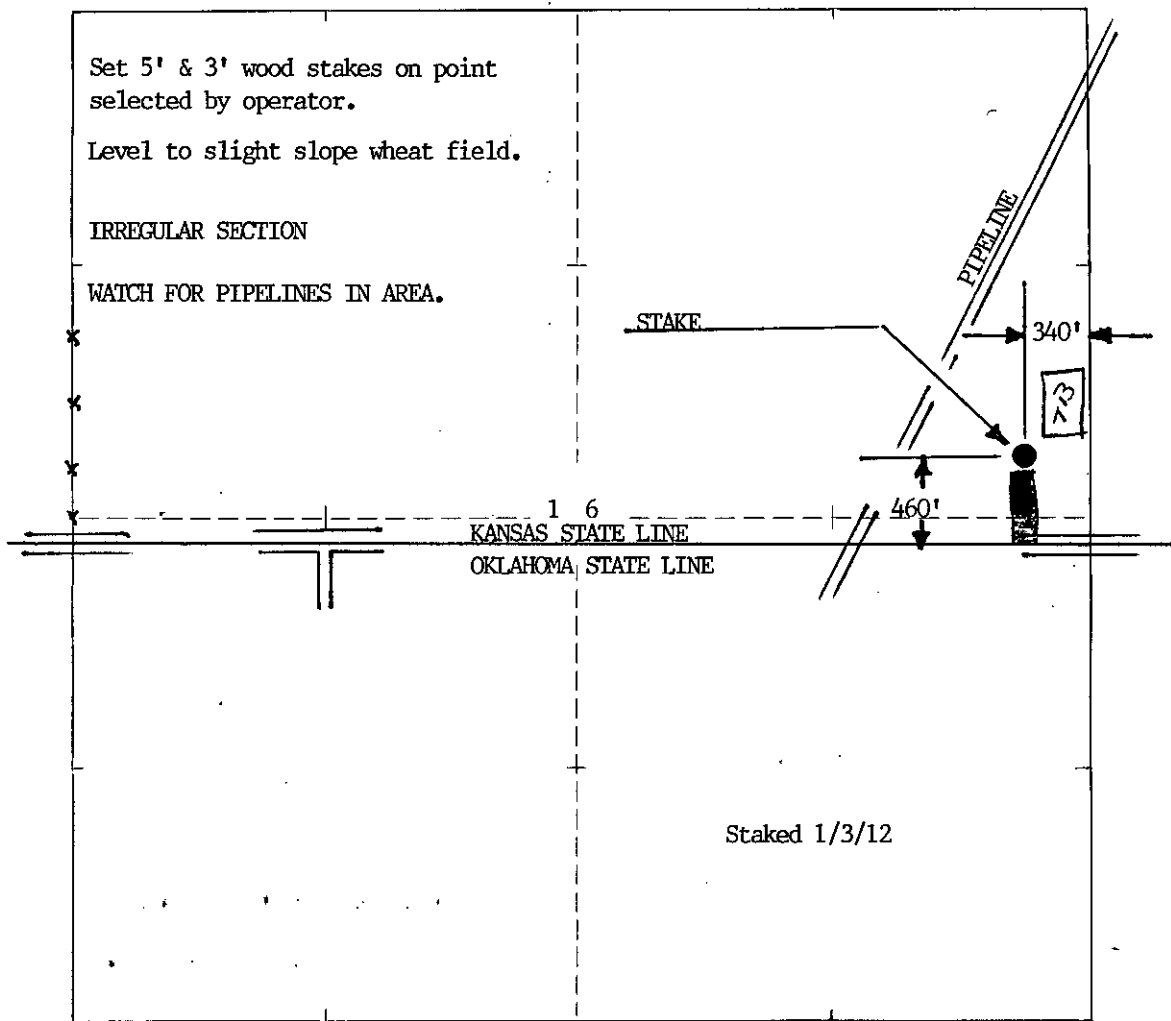 Set 5' & 3' wood stakes on point
selected by operator.
Level to slight slope wheat field.
IRREGULAR SECTION
WATCH FOR PIPELINES IN AREA.
PIPELINE
STAKE
340'
460'
1 6
KANSAS STATE LINE
OKLAHOMA STATE LINE
Staked 1/3/12